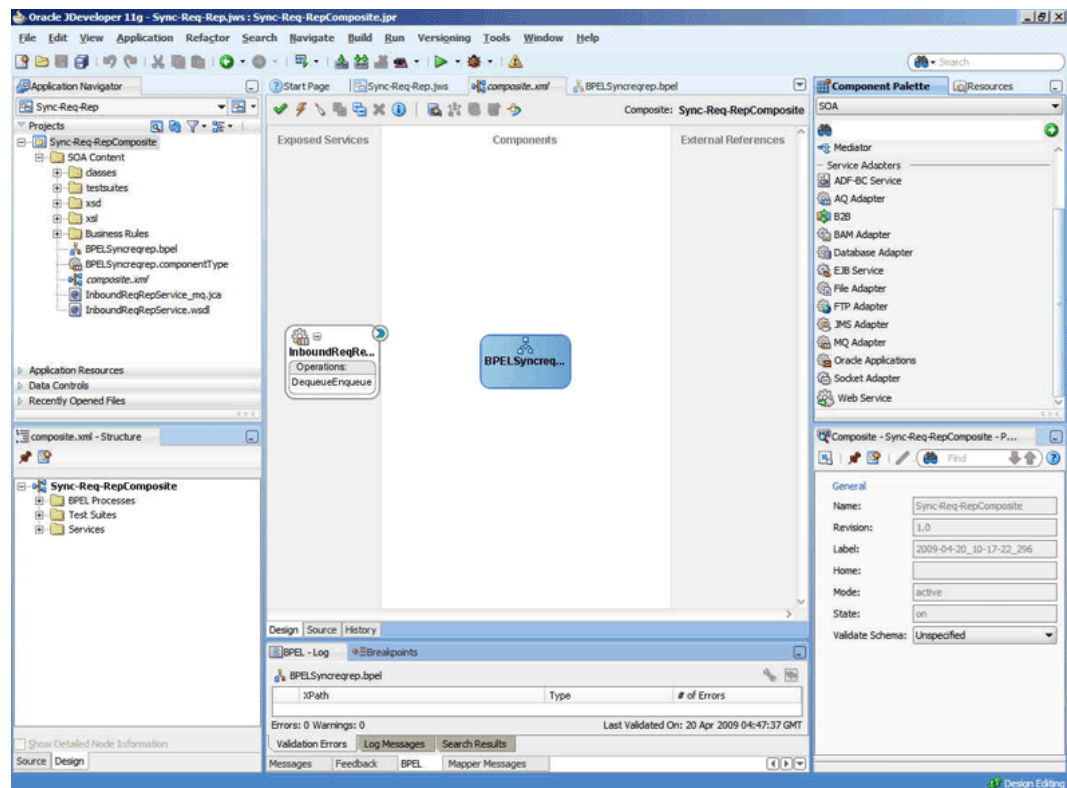 Oracle JDeveloper 11g - Sync-Req-Rep.jws : Sync-Req-RepComposite.jpr
File Edit View Application Refactor Search Navigate Build Run Versioning Tools Window Help
Search
Application Navigator
Sync-Req-Rep
Projects
Sync-Req-RepComposite
SOA Content
classes
testsuites
xsd
xsl
Business Rules
BPELSyncreqrep.bpel
BPELSyncreqrep.componentType
composite.xml
InboundReqRepService_mq.jca
InboundReqRepService.wsdl
Application Resources
Data Controls
Recently Opened Files
composite.xml - Structure
Sync-Req-RepComposite
BPEL Processes
Test Suites
Services
Show Detailed Node Information
Source Design
Start Page Sync-Req-Rep.jws composite.xml BPELSyncreqrep.bpel
Composite: Sync-Req-RepComposite
Exposed Services Components External References
InboundReqRe...
Operations:
DequeueEnqueue
BPELSyncreq...
Design Source History
BPEL - Log Breakpoints
BPELSyncreqrep.bpel
XPath Type # of Errors
Errors: 0 Warnings: 0 Last Validated On: 20 Apr 2009 04:47:37 GMT
Validation Errors Log Messages Search Results
Messages Feedback BPEL Mapper Messages
Component Palette Resources
SOA
Mediator
Service Adapters
ADF-BC Service
AQ Adapter
B2B
BAM Adapter
Database Adapter
EJB Service
File Adapter
FTP Adapter
JMS Adapter
MQ Adapter
Oracle Applications
Socket Adapter
Web Service
Composite - Sync-Req-RepComposite - P...
Find
General
Name: Sync-Req-RepComposite
Revision: 1.0
Label: 2009-04-20_10-17-22_296
Home:
Mode: active
State: on
Validate Schema: Unspecified
Design Editing